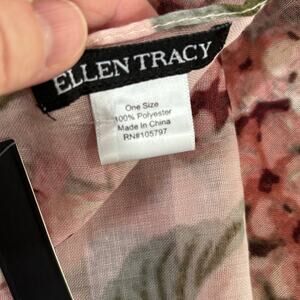 ELLEN TRACY
One Size
100% Polyester
Made In China
RN#105797